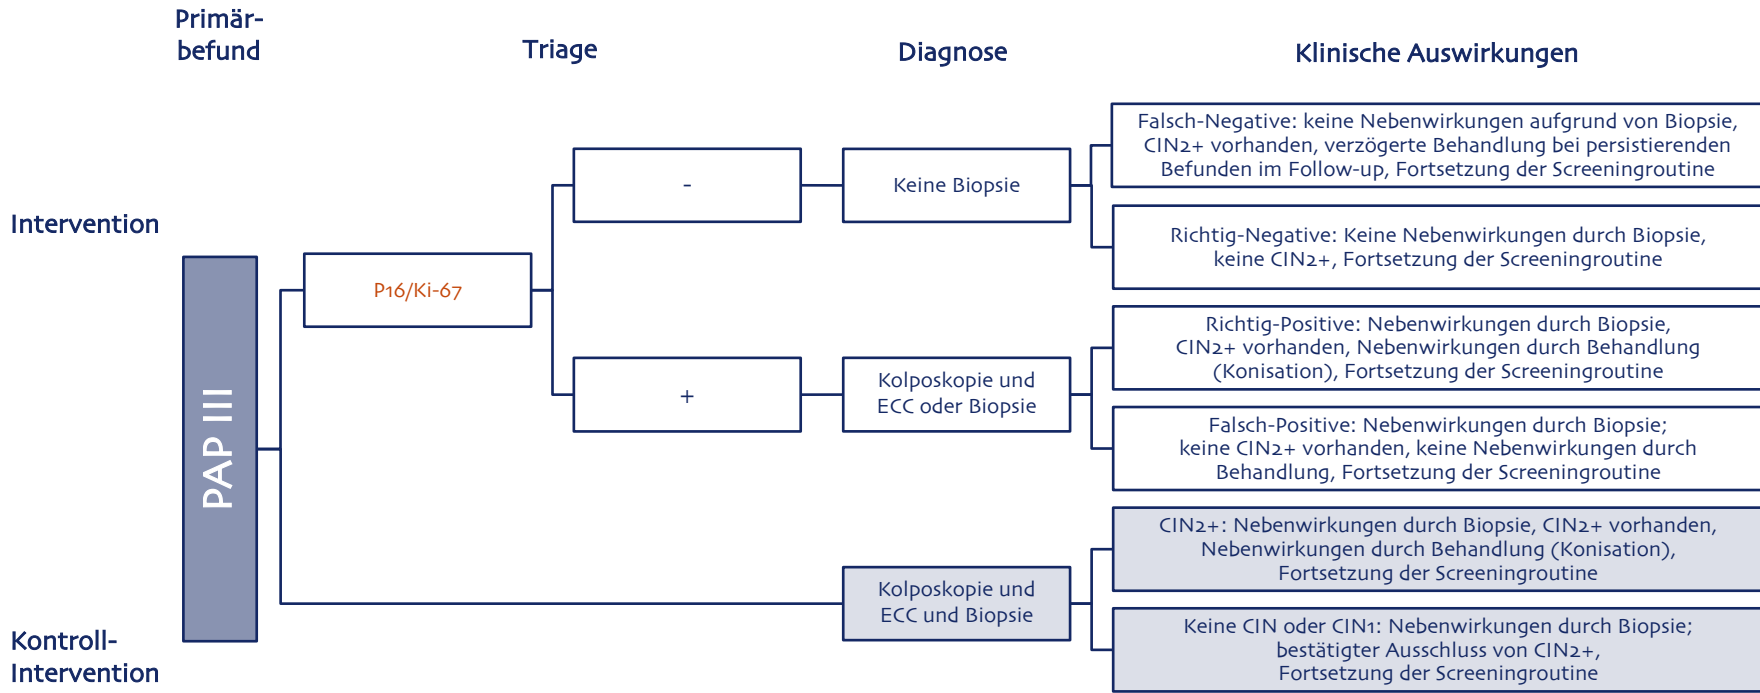 Primär-
befund
Triage
Diagnose
Klinische Auswirkungen
Intervention
Kontroll-
Intervention
PAP III
P16/Ki-67
-
+
Keine Biopsie
Kolposkopie und
ECC oder Biopsie
Kolposkopie und
ECC und Biopsie
Falsch-Negative: keine Nebenwirkungen aufgrund von Biopsie,
CIN2+ vorhanden, verzögerte Behandlung bei persistierenden
Befunden im Follow-up, Fortsetzung der Screeningroutine
Richtig-Negative: Keine Nebenwirkungen durch Biopsie,
keine CIN2+, Fortsetzung der Screeningroutine
Richtig-Positive: Nebenwirkungen durch Biopsie,
CIN2+ vorhanden, Nebenwirkungen durch Behandlung
(Konisation), Fortsetzung der Screeningroutine
Falsch-Positive: Nebenwirkungen durch Biopsie;
keine CIN2+ vorhanden, keine Nebenwirkungen durch
Behandlung, Fortsetzung der Screeningroutine
CIN2+: Nebenwirkungen durch Biopsie, CIN2+ vorhanden,
Nebenwirkungen durch Behandlung (Konisation),
Fortsetzung der Screeningroutine
Keine CIN oder CIN1: Nebenwirkungen durch Biopsie;
bestätigter Ausschluss von CIN2+,
Fortsetzung der Screeningroutine